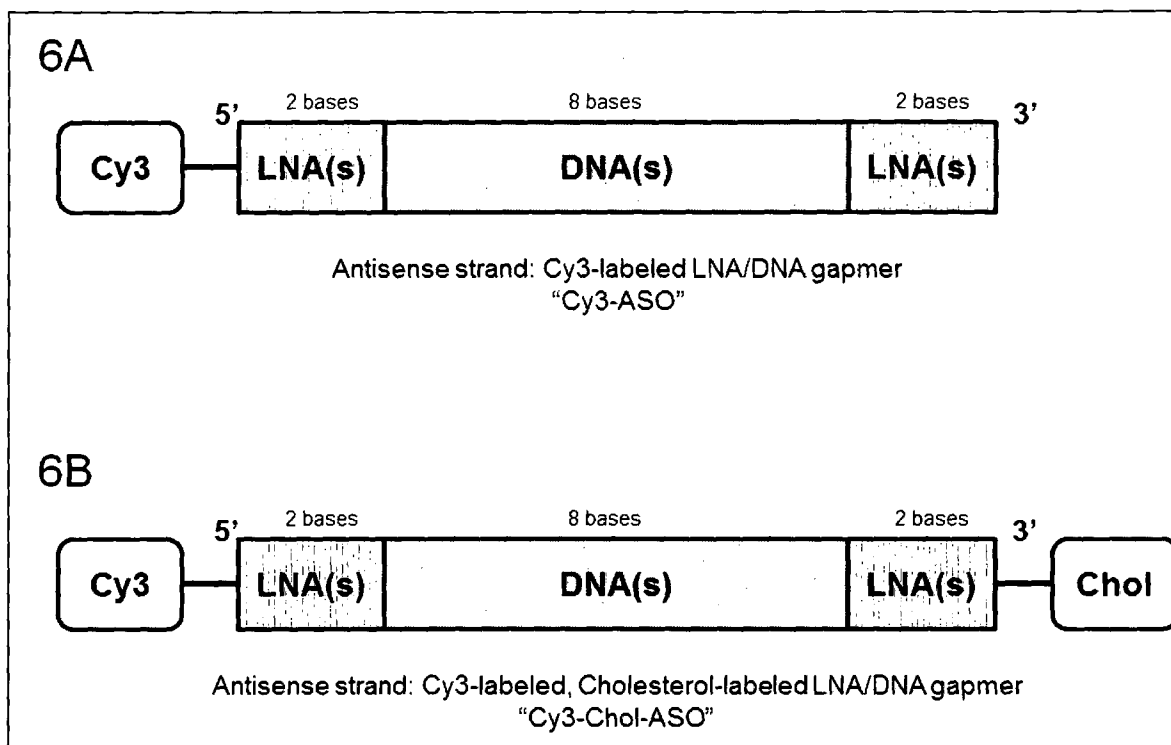 6A
2 bases 8 bases 2 bases
5’ 3’
Cy3 LNA(s) DNA(s) LNA(s)
Antisense strand: Cy3-labeled LNA/DNA gapmer
“Cy3-ASO”
6B
2 bases 8 bases 2 bases
5’ 3’
Cy3 LNA(s) DNA(s) LNA(s) Chol
Antisense strand: Cy3-labeled, Cholesterol-labeled LNA/DNA gapmer
“Cy3-Chol-ASO”